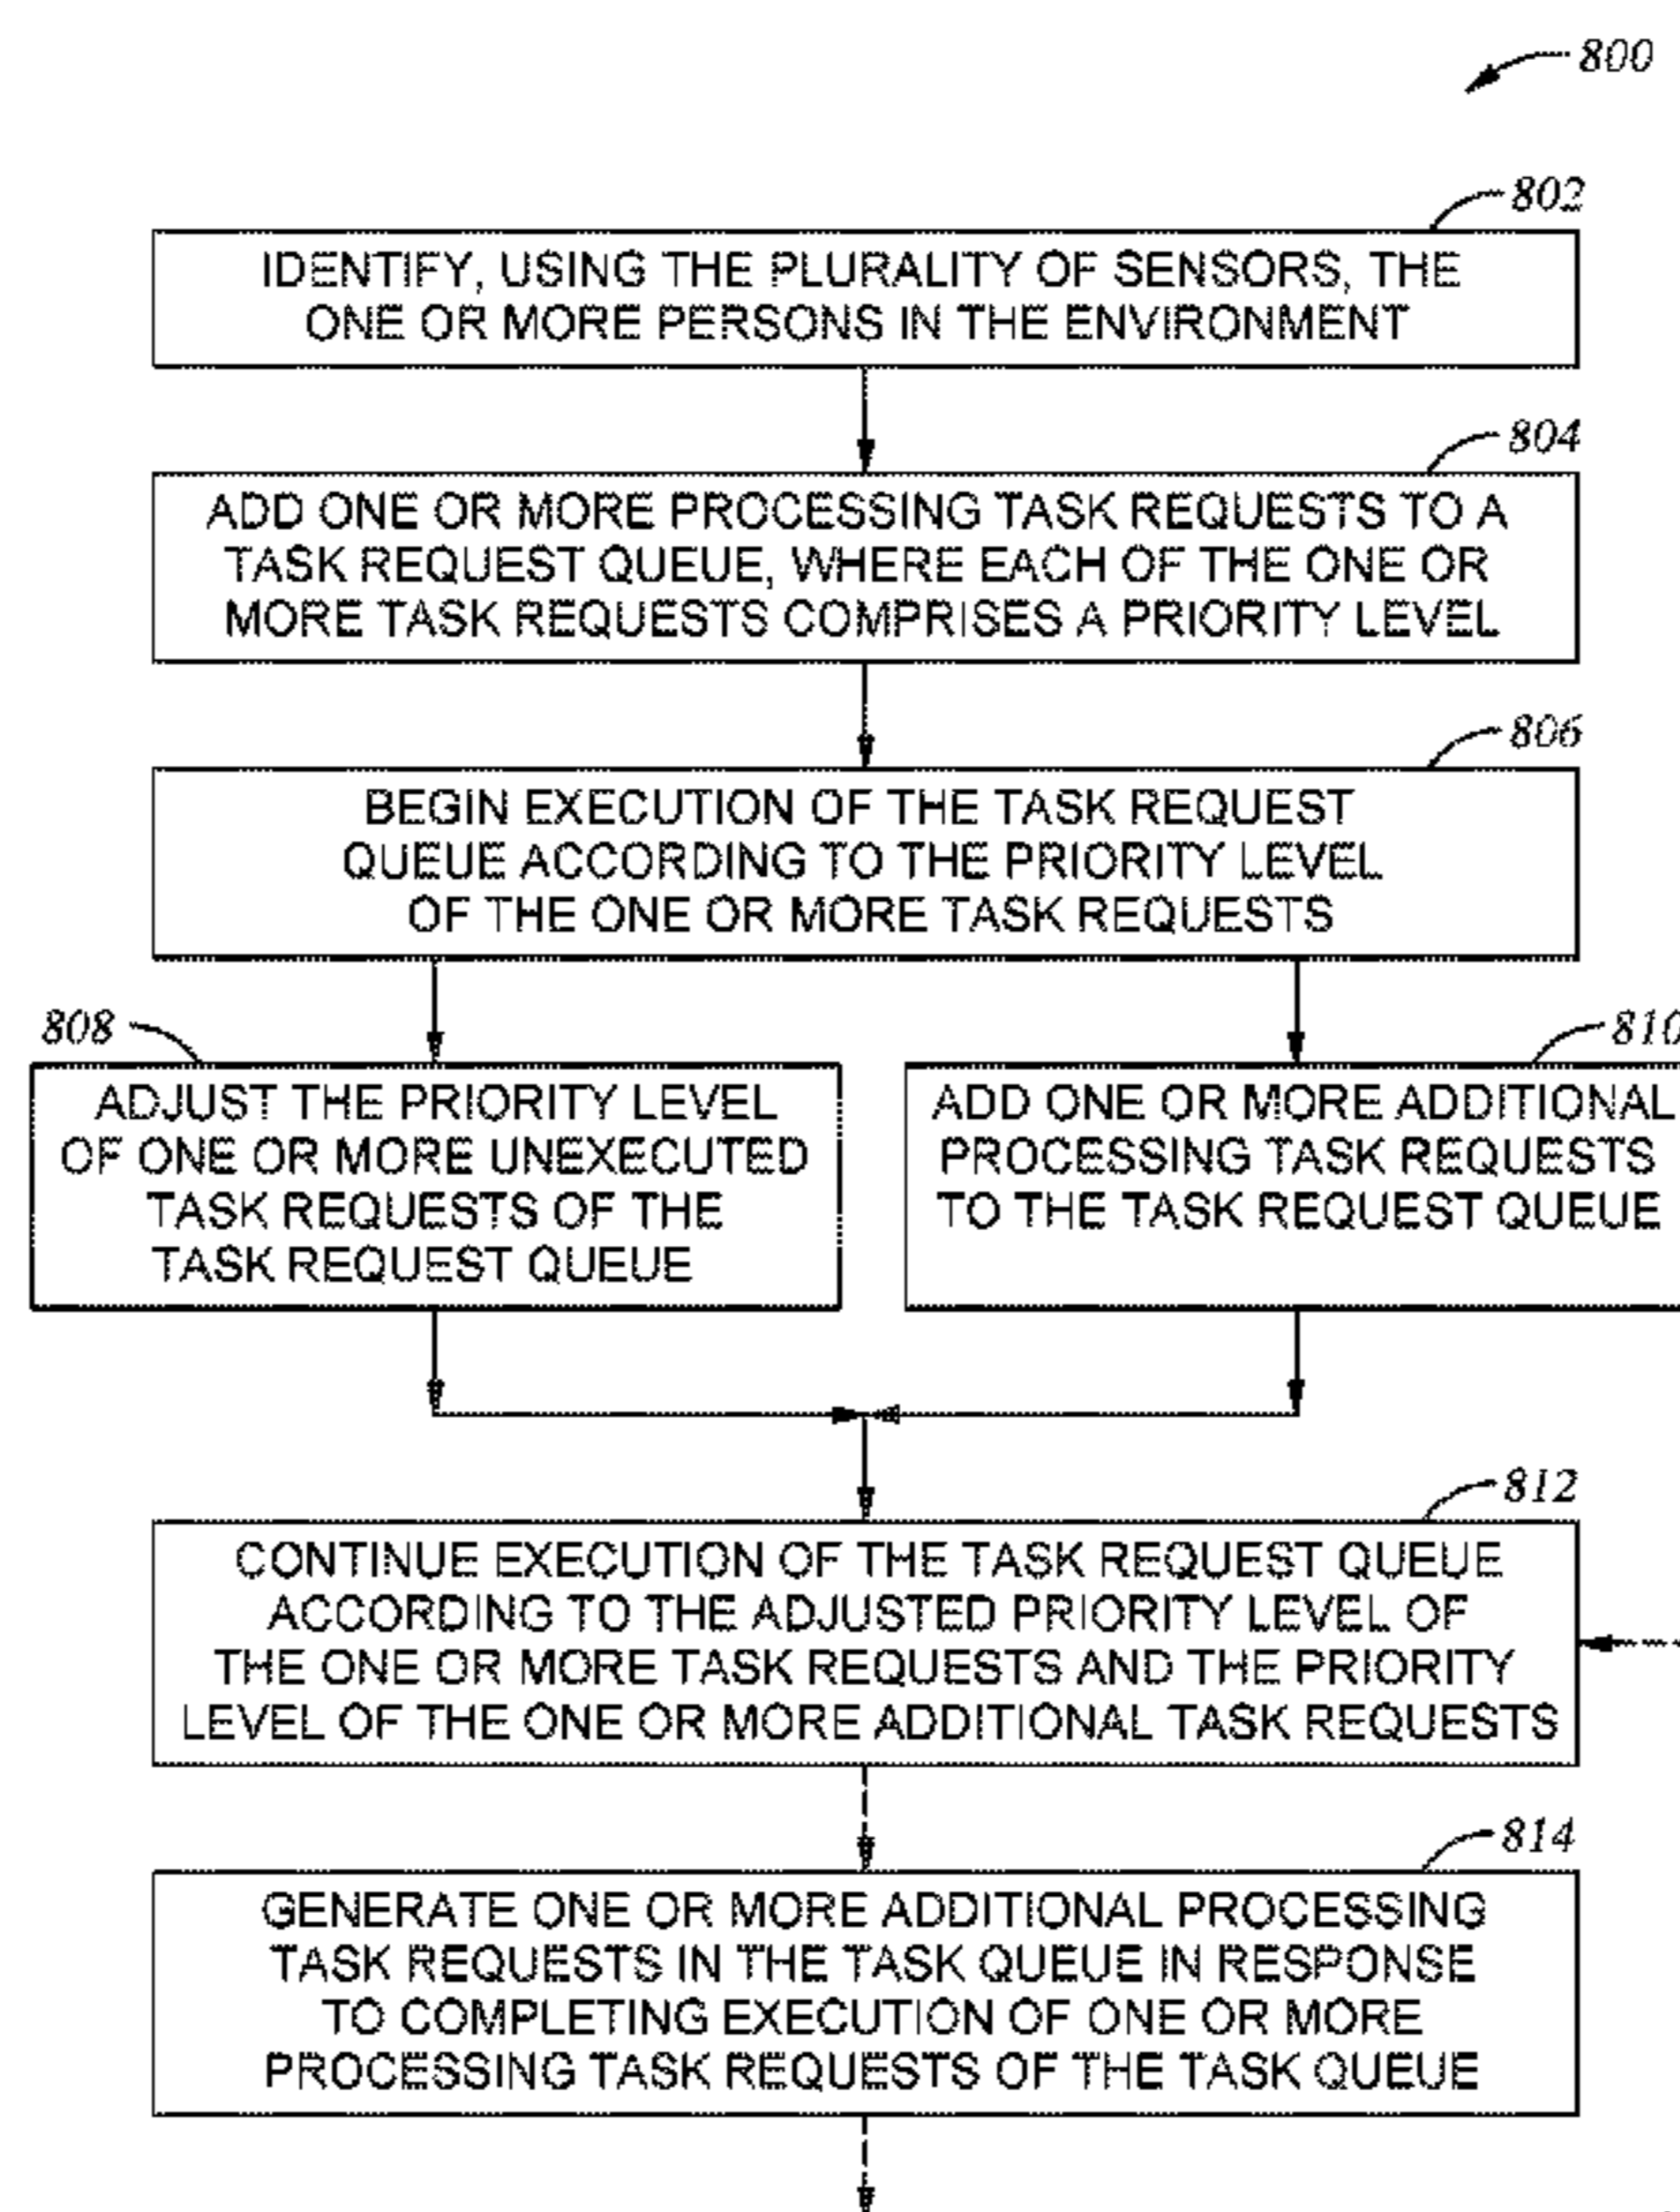 800
802
IDENTIFY, USING THE PLURALITY OF SENSORS, THE
ONE OR MORE PERSONS IN THE ENVIRONMENT
804
ADD ONE OR MORE PROCESSING TASK REQUESTS TO A
TASK REQUEST QUEUE, WHERE EACH OF THE ONE OR
MORE TASK REQUESTS COMPRISES A PRIORITY LEVEL
806
BEGIN EXECUTION OF THE TASK REQUEST
QUEUE ACCORDING TO THE PRIORITY LEVEL
OF THE ONE OR MORE TASK REQUESTS
808
ADJUST THE PRIORITY LEVEL
OF ONE OR MORE UNEXECUTED
TASK REQUESTS OF THE
TASK REQUEST QUEUE
810
ADD ONE OR MORE ADDITIONAL
PROCESSING TASK REQUESTS
TO THE TASK REQUEST QUEUE
812
CONTINUE EXECUTION OF THE TASK REQUEST QUEUE
ACCORDING TO THE ADJUSTED PRIORITY LEVEL OF
THE ONE OR MORE TASK REQUESTS AND THE PRIORITY
LEVEL OF THE ONE OR MORE ADDITIONAL TASK REQUESTS
814
GENERATE ONE OR MORE ADDITIONAL PROCESSING
TASK REQUESTS IN THE TASK QUEUE IN RESPONSE
TO COMPLETING EXECUTION OF ONE OR MORE
PROCESSING TASK REQUESTS OF THE TASK QUEUE